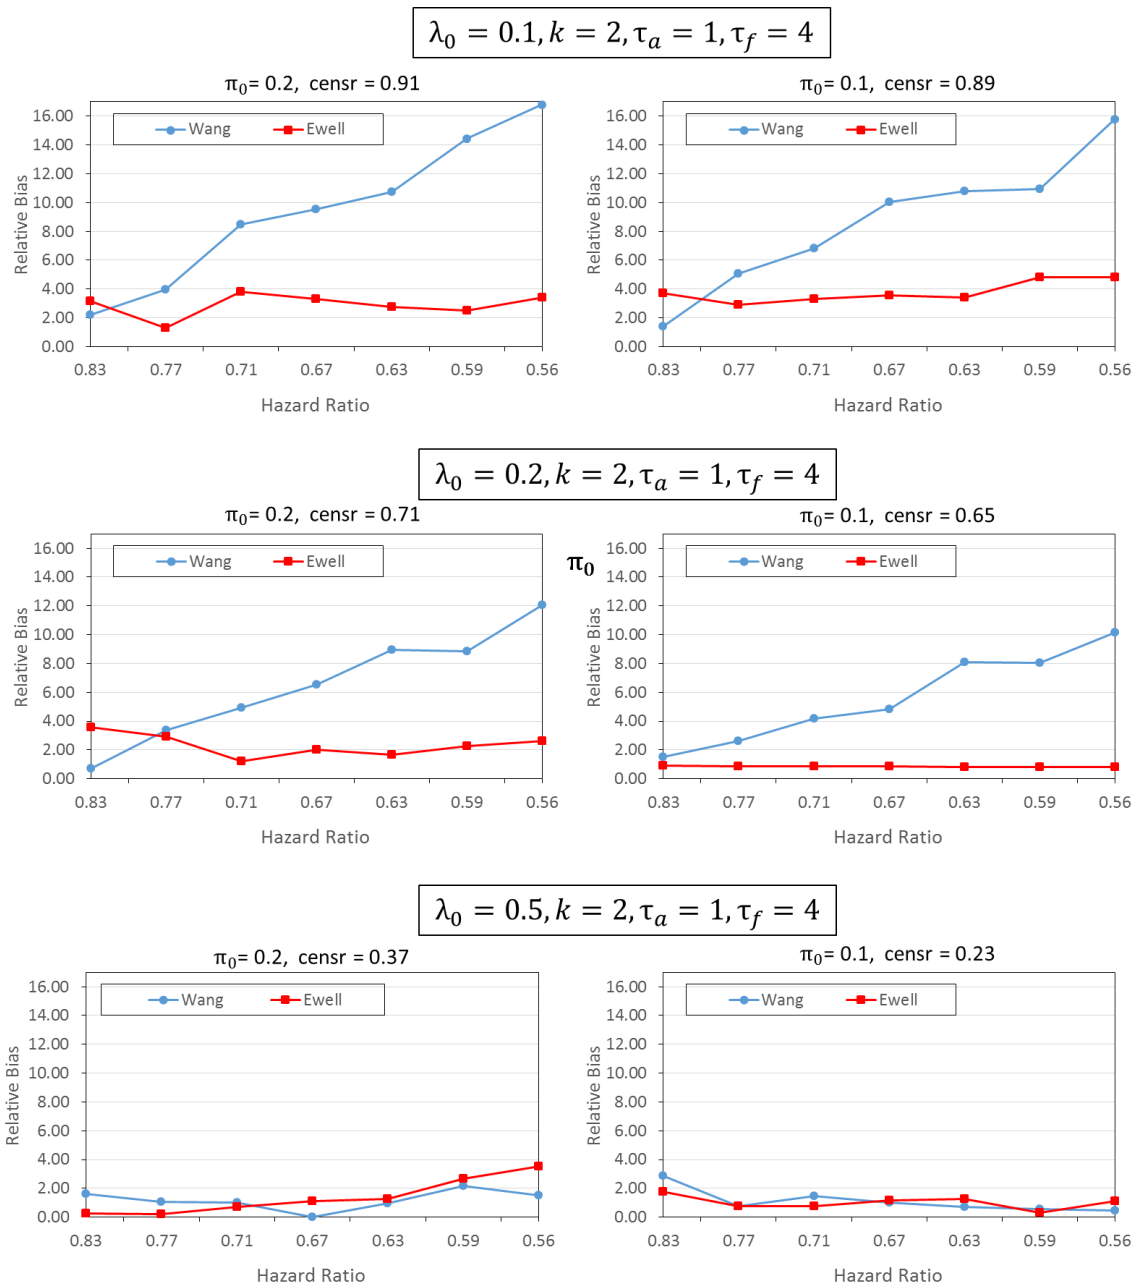 λ₀ = 0.1, k = 2, τₐ = 1, τ_f = 4
π₀= 0.2, censr = 0.91
Wang Ewell
Relative Bias
16.00
14.00
12.00
10.00
8.00
6.00
4.00
2.00
0.00
0.83 0.77 0.71 0.67 0.63 0.59 0.56
Hazard Ratio
π₀= 0.1, censr = 0.89
Wang Ewell
Relative Bias
16.00
14.00
12.00
10.00
8.00
6.00
4.00
2.00
0.00
0.83 0.77 0.71 0.67 0.63 0.59 0.56
Hazard Ratio
λ₀ = 0.2, k = 2, τₐ = 1, τ_f = 4
π₀= 0.2, censr = 0.71
Wang Ewell
Relative Bias
16.00
14.00
12.00
10.00
8.00
6.00
4.00
2.00
0.00
0.83 0.77 0.71 0.67 0.63 0.59 0.56
Hazard Ratio
π₀
π₀= 0.1, censr = 0.65
Wang Ewell
Relative Bias
16.00
14.00
12.00
10.00
8.00
6.00
4.00
2.00
0.00
0.83 0.77 0.71 0.67 0.63 0.59 0.56
Hazard Ratio
λ₀ = 0.5, k = 2, τₐ = 1, τ_f = 4
π₀= 0.2, censr = 0.37
Wang Ewell
Relative Bias
16.00
14.00
12.00
10.00
8.00
6.00
4.00
2.00
0.00
0.83 0.77 0.71 0.67 0.63 0.59 0.56
Hazard Ratio
π₀= 0.1, censr = 0.23
Wang Ewell
Relative Bias
16.00
14.00
12.00
10.00
8.00
6.00
4.00
2.00
0.00
0.83 0.77 0.71 0.67 0.63 0.59 0.56
Hazard Ratio